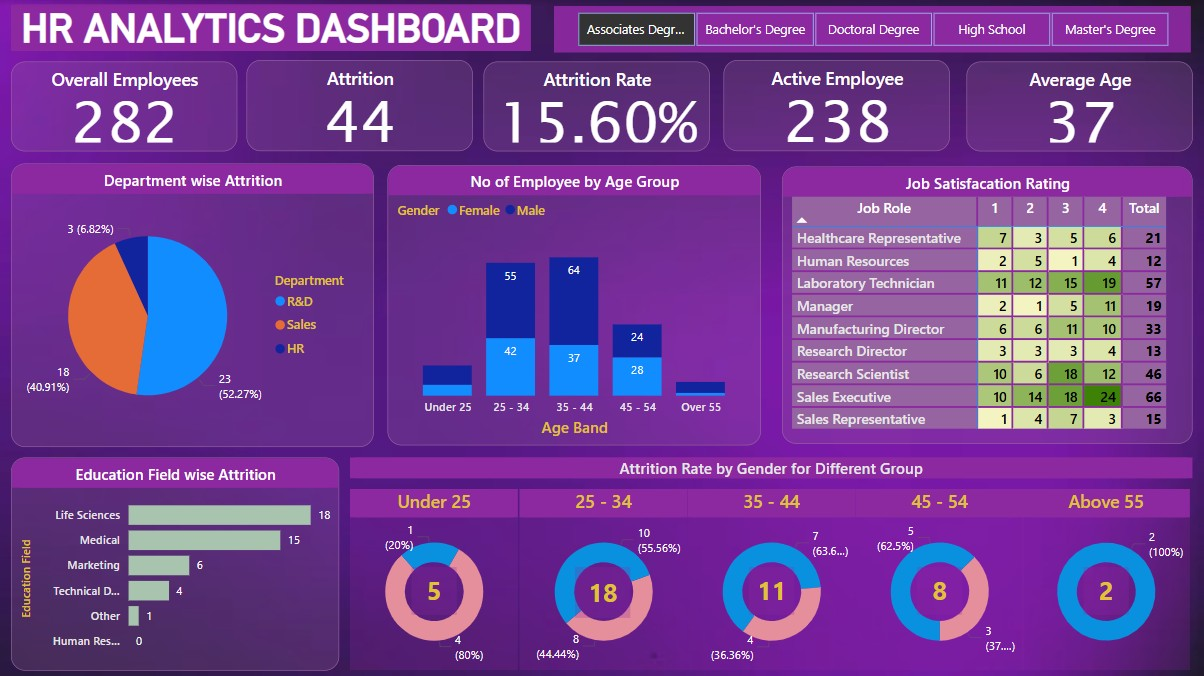 HR ANALYTICS DASHBOARD
Associates Degr... Bachelor's Degree Doctoral Degree High School Master's Degree
Overall Employees
282
Attrition
44
Attrition Rate
15.60%
Active Employee
238
Average Age
37
Department wise Attrition
3 (6.82%)
18
(40.91%)
23
(52.27%)
Department
R&D
Sales
HR
No of Employee by Age Group
Gender Female Male
55
42
64
37
24
28
Under 25 25 - 34 35 - 44 45 - 54 Over 55
Age Band
Job Satisfacation Rating
Job Role 1 2 3 4 Total
Healthcare Representative 7 3 5 6 21
Human Resources 2 5 1 4 12
Laboratory Technician 11 12 15 19 57
Manager 2 1 5 11 19
Manufacturing Director 6 6 11 10 33
Research Director 3 3 3 4 13
Research Scientist 10 6 18 12 46
Sales Executive 10 14 18 24 66
Sales Representative 1 4 7 3 15
Education Field wise Attrition
Education Field
Life Sciences 18
Medical 15
Marketing 6
Technical D... 4
Other 1
Human Res... 0
Attrition Rate by Gender for Different Group
Under 25
1
(20%)
5
4
(80%)
25 - 34
10
(55.56%)
18
8
(44.44%)
35 - 44
7
(63.6...)
11
4
(36.36%)
45 - 54
5
(62.5%)
8
3
(37....)
Above 55
2
(100%)
2